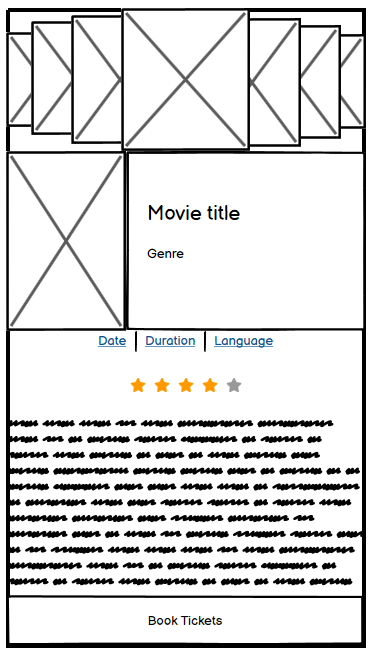 Movie title
Genre
Date | Duration | Language
Book Tickets